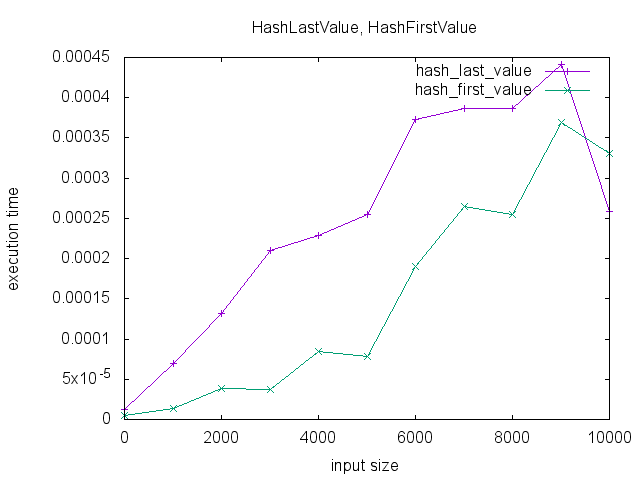 HashLastValue, HashFirstValue
0.00045
0.0004
0.00035
0.0003
0.00025
0.0002
0.00015
0.0001
5x10^-5
0
hash_last_value
hash_first_value
execution time
0 2000 4000 6000 8000 10000
input size